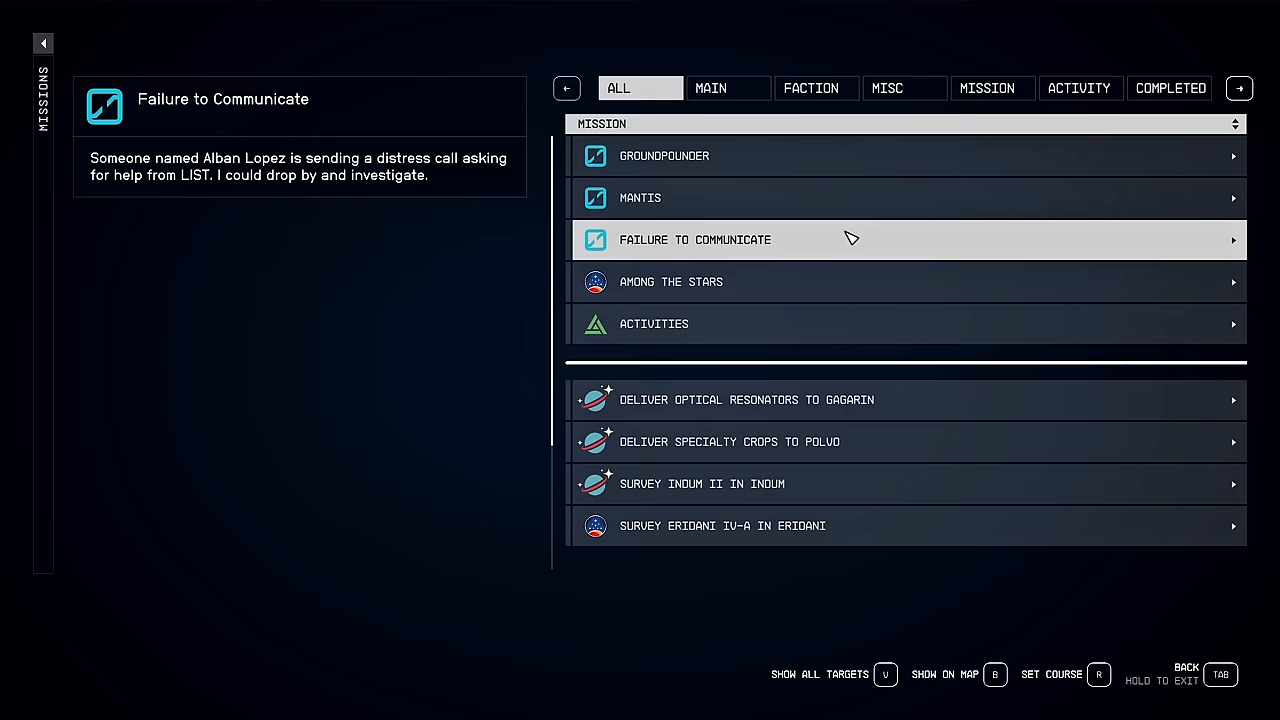 MISSIONS
Failure to Communicate
Someone named Alban Lopez is sending a distress call asking
for help from LIST. I could drop by and investigate.
ALL MAIN FACTION MISC MISSION ACTIVITY COMPLETED
MISSION
GROUNDPOUNDER
MANTIS
FAILURE TO COMMUNICATE
AMONG THE STARS
ACTIVITIES
DELIVER OPTICAL RESONATORS TO GAGARIN
DELIVER SPECIALTY CROPS TO POLVO
SURVEY INDUM II IN INDUM
SURVEY ERIDANI IV-A IN ERIDANI
SHOW ALL TARGETS V SHOW ON MAP B SET COURSE R BACK TAB
HOLD TO EXIT